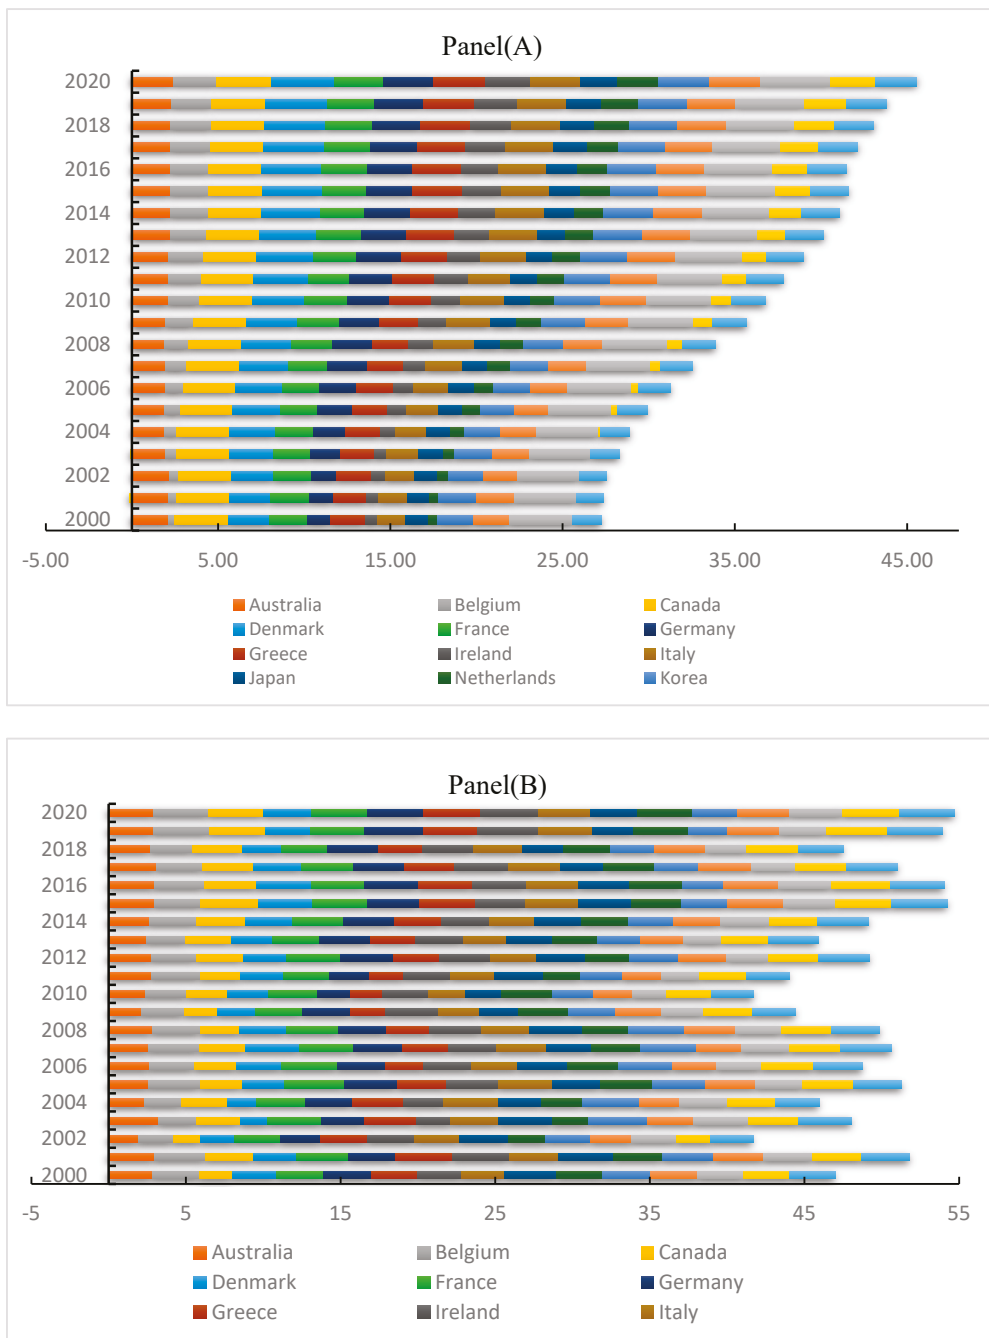 Panel(A)
2020
2018
2016
2014
2012
2010
2008
2006
2004
2002
2000
-5.00 5.00 15.00 25.00 35.00 45.00
Australia Belgium Canada
Denmark France Germany
Greece Ireland Italy
Japan Netherlands Korea
Panel(B)
2020
2018
2016
2014
2012
2010
2008
2006
2004
2002
2000
-5 5 15 25 35 45 55
Australia Belgium Canada
Denmark France Germany
Greece Ireland Italy